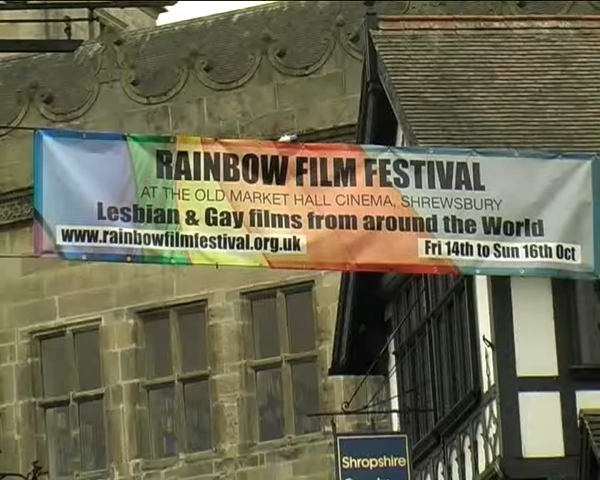 RAINBOW FILM FESTIVAL
AT THE OLD MARKET HALL CINEMA, SHREWSBURY
Lesbian & Gay films from around the World
www.rainbowfilmfestival.org.uk
Fri 14th to Sun 16th Oct
Shropshire